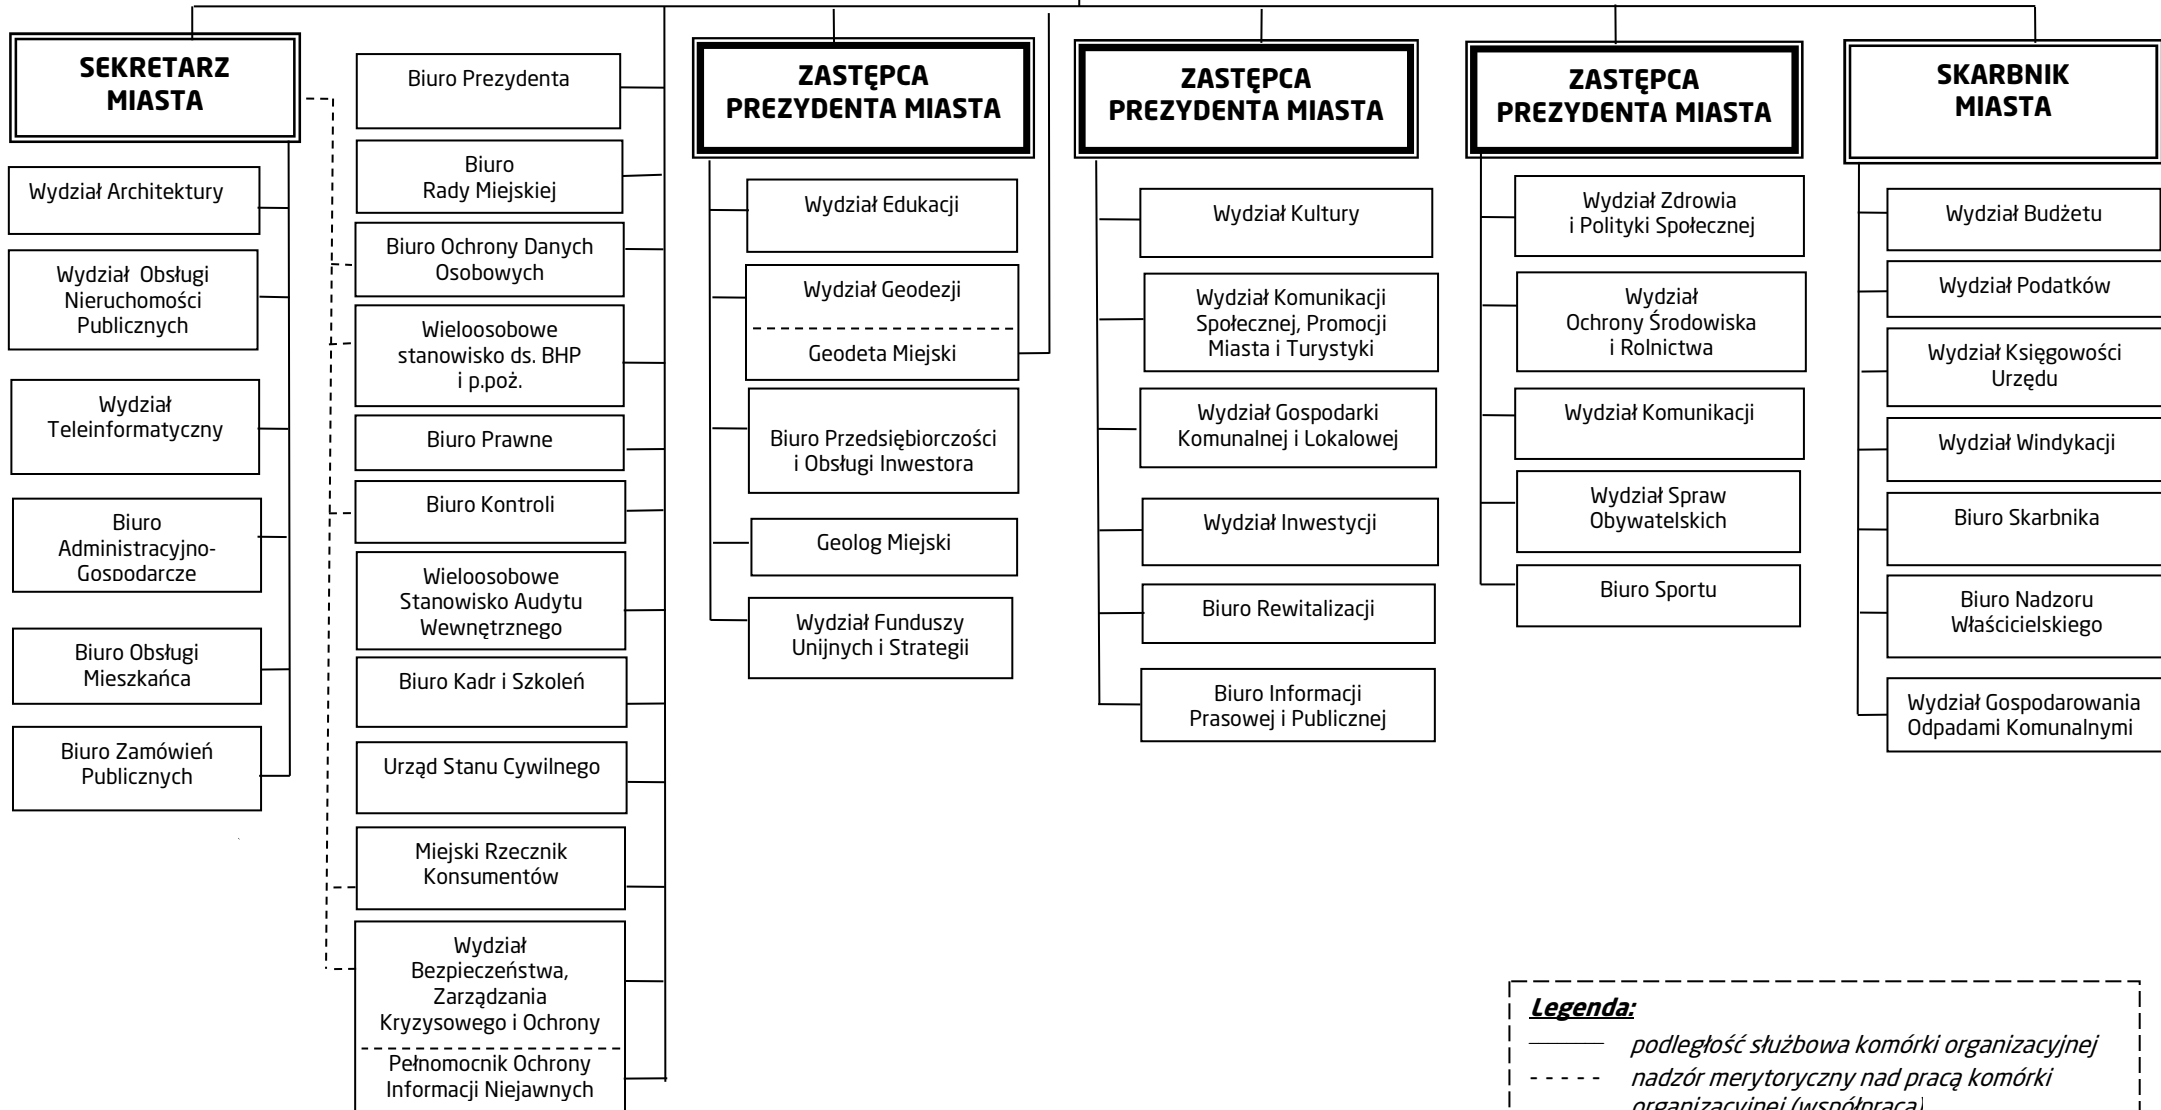 SEKRETARZ
MIASTA
Wydział Architektury
Wydział Obsługi
Nieruchomości
Publicznych
Wydział
Teleinformatyczny
Biuro
Administracyjno-
Gospodarcze
Biuro Obsługi
Mieszkańca
Biuro Zamówień
Publicznych
Biuro Prezydenta
Biuro
Rady Miejskiej
Biuro Ochrony Danych
Osobowych
Wieloosobowe
stanowisko ds. BHP
i p.poż.
Biuro Prawne
Biuro Kontroli
Wieloosobowe
Stanowisko Audytu
Wewnętrznego
Biuro Kadr i Szkoleń
Urząd Stanu Cywilnego
Miejski Rzecznik
Konsumentów
Wydział
Bezpieczeństwa,
Zarządzania
Kryzysowego i Ochrony
Pełnomocnik Ochrony
Informacji Niejawnych
ZASTĘPCA
PREZYDENTA MIASTA
Wydział Edukacji
Wydział Geodezji
Geodeta Miejski
Biuro Przedsiębiorczości
i Obsługi Inwestora
Geolog Miejski
Wydział Funduszy
Unijnych i Strategii
ZASTĘPCA
PREZYDENTA MIASTA
Wydział Kultury
Wydział Komunikacji
Społecznej, Promocji
Miasta i Turystyki
Wydział Gospodarki
Komunalnej i Lokalowej
Wydział Inwestycji
Biuro Rewitalizacji
Biuro Informacji
Prasowej i Publicznej
ZASTĘPCA
PREZYDENTA MIASTA
Wydział Zdrowia
i Polityki Społecznej
Wydział
Ochrony Środowiska
i Rolnictwa
Wydział Komunikacji
Wydział Spraw
Obywatelskich
Biuro Sportu
SKARBNIK
MIASTA
Wydział Budżetu
Wydział Podatków
Wydział Księgowości
Urzędu
Wydział Windykacji
Biuro Skarbnika
Biuro Nadzoru
Właścicielskiego
Wydział Gospodarowania
Odpadami Komunalnymi
Legenda:
podległość służbowa komórki organizacyjnej
nadzór merytoryczny nad pracą komórki
organizacyjnej (współpraca)